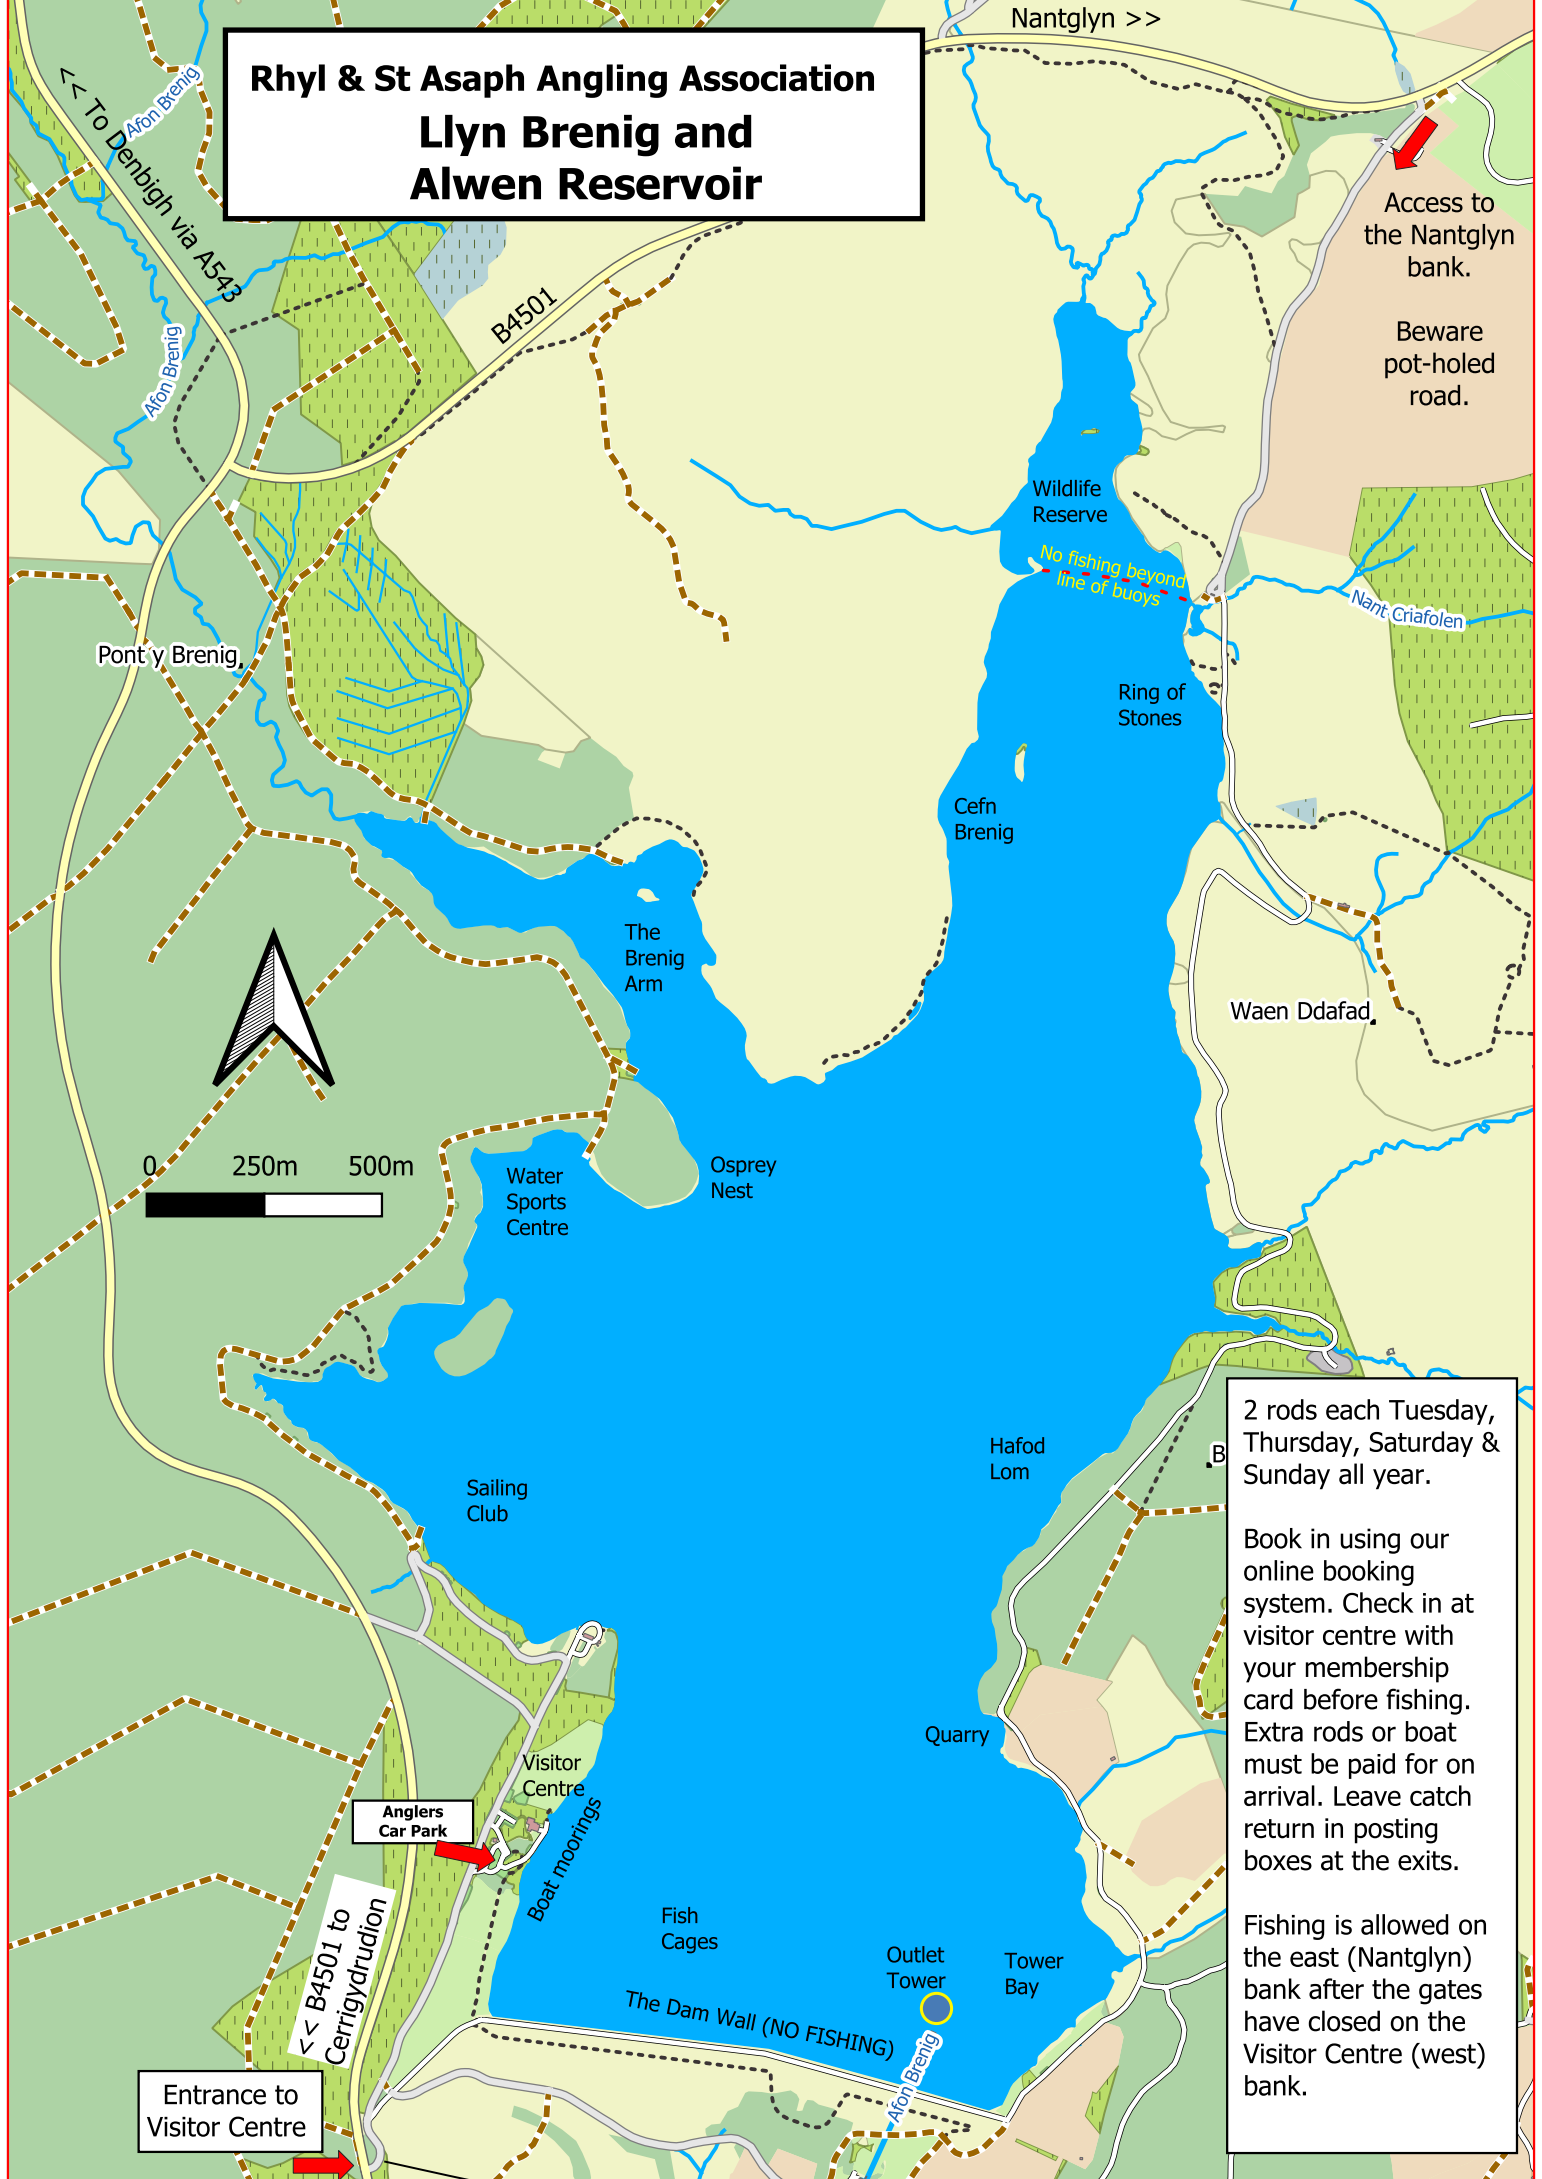 Nantglyn >>
Rhyl & St Asaph Angling Association
Llyn Brenig and
Alwen Reservoir
<< To Denbigh via A543
Afon Brenig
Access to
the Nantglyn
bank.
Beware
pot-holed
road.
B4501
Afon Brenig
Wildlife
Reserve
No fishing beyond
line of buoys
Nant Criafolen
Pont y Brenig
Ring of
Stones
Cefn
Brenig
The
Brenig
Arm
Waen Ddafad
0 250m 500m
Water
Sports
Centre
Osprey
Nest
Hafod
Lom
Sailing
Club
B
2 rods each Tuesday,
Thursday, Saturday &
Sunday all year.
Book in using our
online booking
system. Check in at
visitor centre with
your membership
card before fishing.
Extra rods or boat
must be paid for on
arrival. Leave catch
return in posting
boxes at the exits.
Fishing is allowed on
the east (Nantglyn)
bank after the gates
have closed on the
Visitor Centre (west)
bank.
Quarry
Visitor
Centre
Anglers
Car Park
Boat moorings
Fish
Cages
Outlet
Tower
Tower
Bay
The Dam Wall (NO FISHING)
Afon Brenig
<< B4501 to
Cerrigydrudion
Entrance to
Visitor Centre